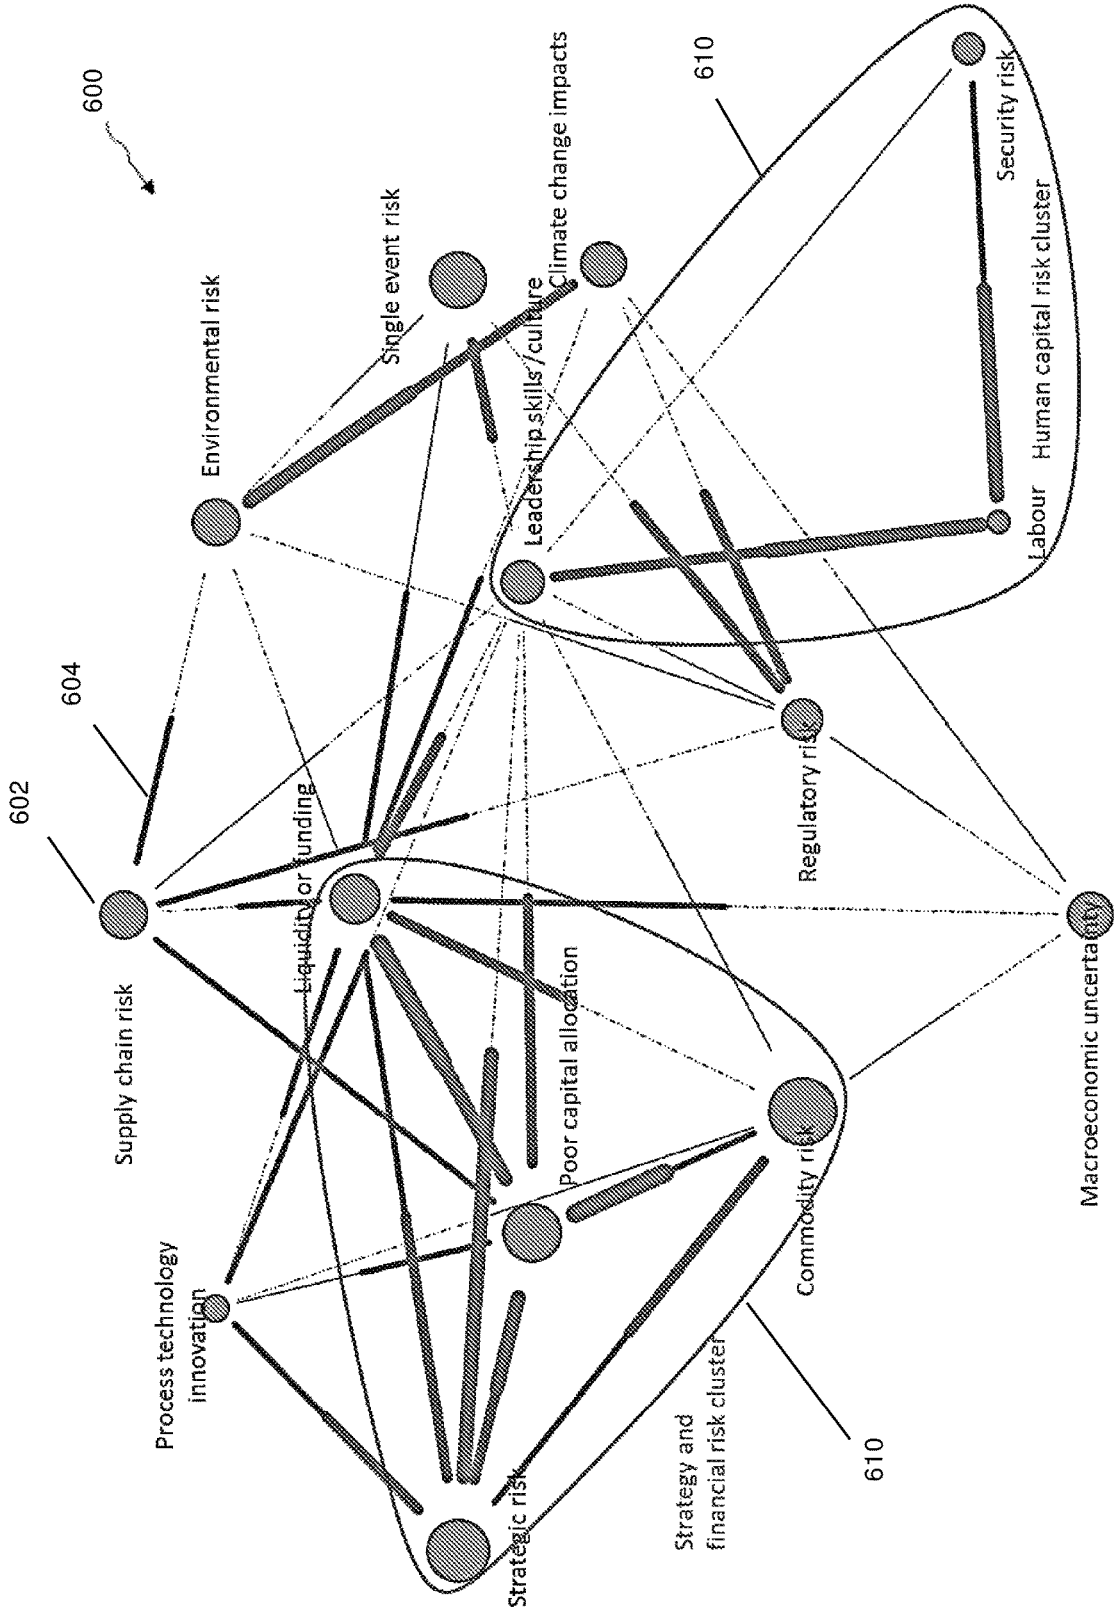 600
Environmental risk
Single event risk
Climate change impacts
610
Leadership skills / culture
Security risk
Human capital risk cluster
Labour
604
602
Supply chain risk
Liquidity or funding
Regulatory risk
Poor capital allocation
Commodity risk
Macroeconomic uncertainty
Process technology
innovation
Strategic risk
Strategy and
financial risk cluster
610